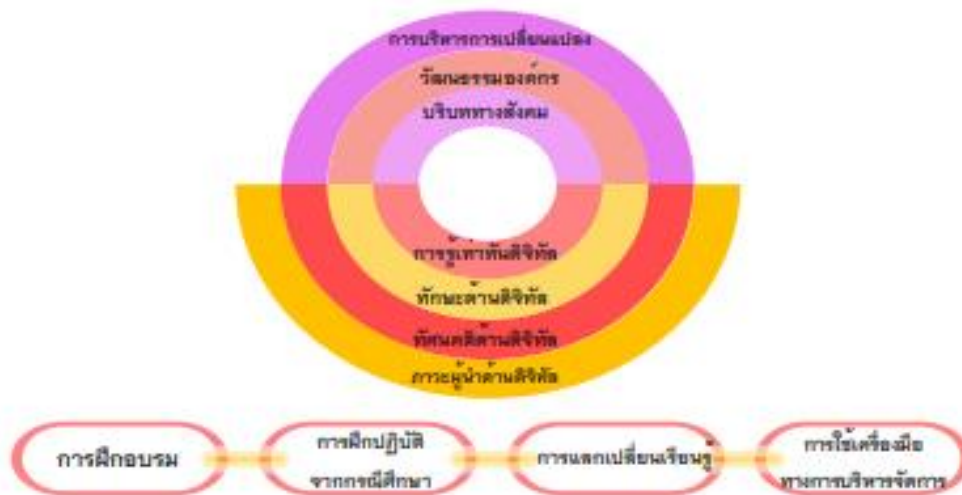 การบริหารการเปลี่ยนแปลง
วัฒนธรรมองค์กร
บริบททางสังคม
การรู้เท่าทันดิจิทัล
ทักษะด้านดิจิทัล
ทัศนคติด้านดิจิทัล
ภาวะผู้นำด้านดิจิทัล
การฝึกอบรม
การฝึกปฏิบัติ
จากกรณีศึกษา
การแลกเปลี่ยนเรียนรู้
การใช้เครื่องมือ
ทางการบริหารจัดการ